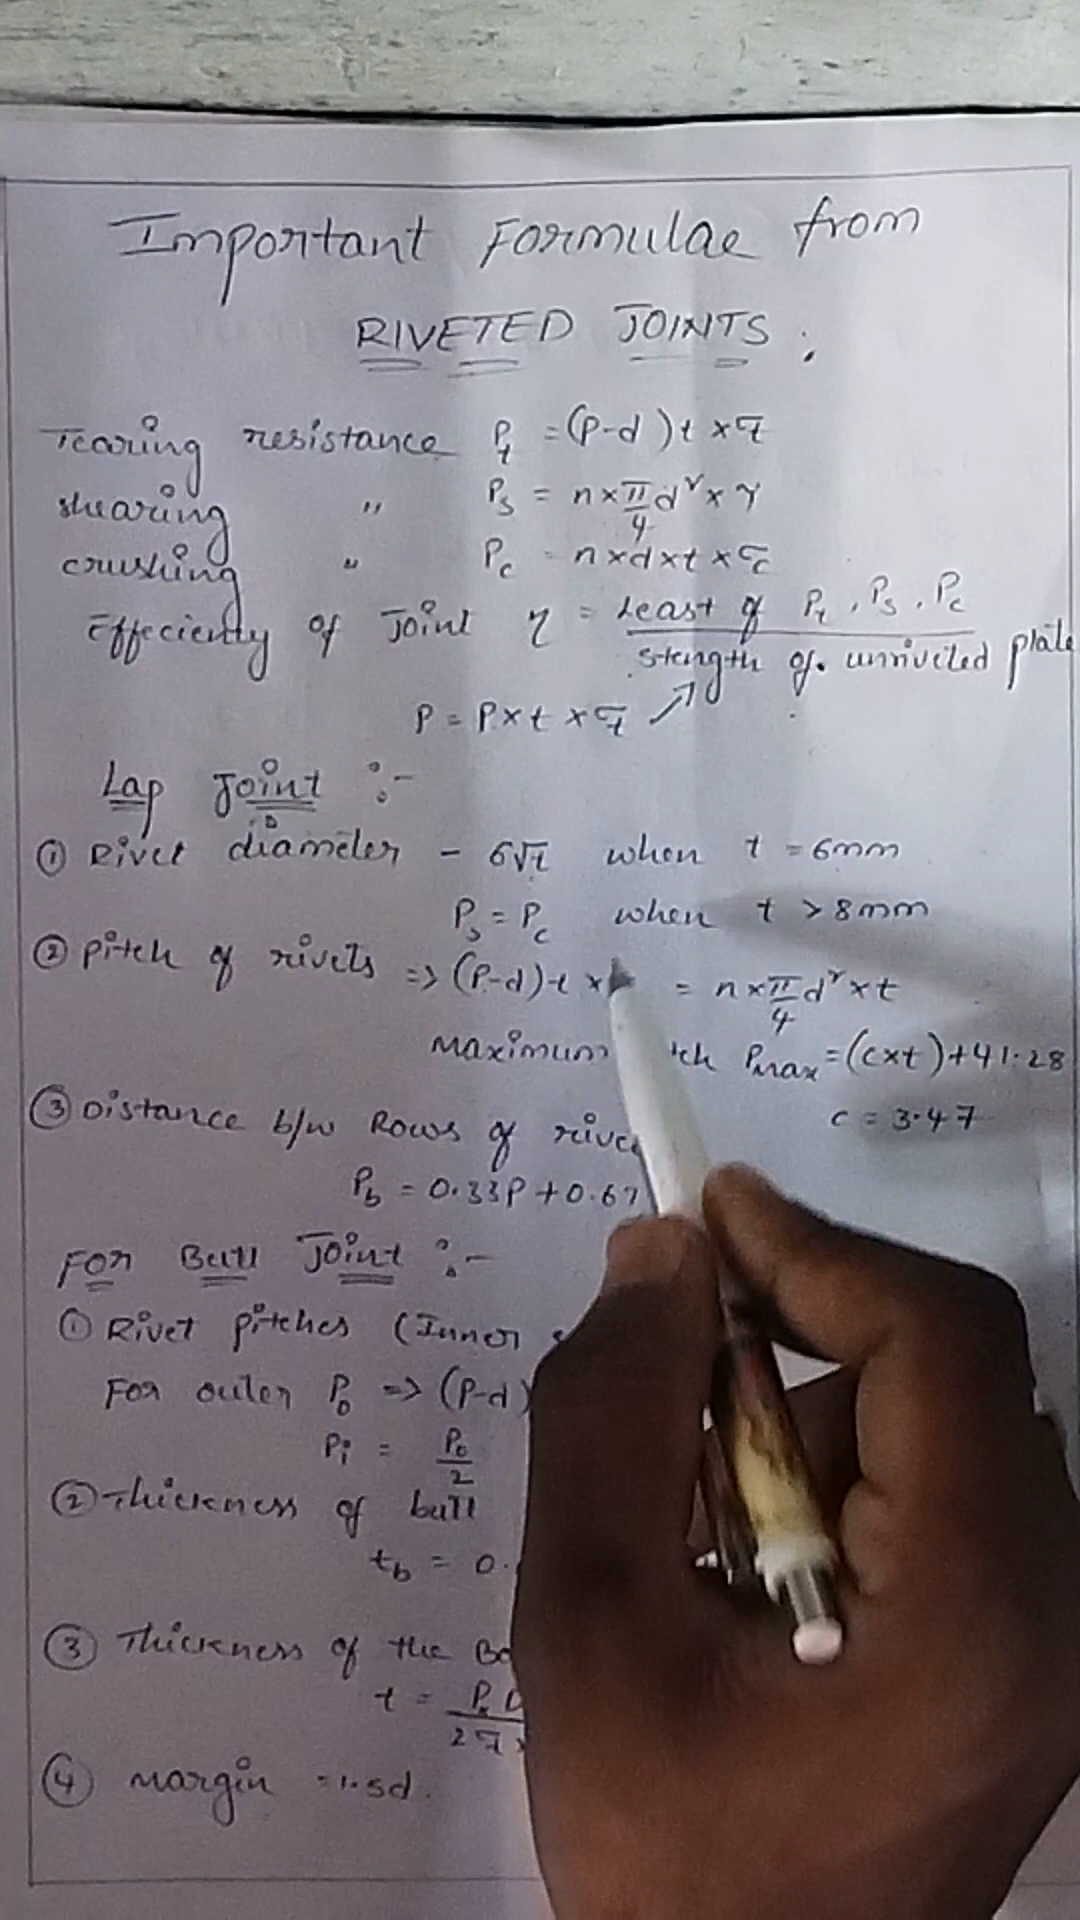 Important Formulae from
RIVETED JOINTS :
Tearing resistance Pt = (P-d)t × σt
shearing " Ps = n × π/4 d² × τ
crushing " Pc = n×d×t×σc
Effeciently of Joint η = Least of Pt, Ps, Pc / stength of unriveted plate
P = P×t×σt
Lap Joint :-
① Rivet diameter - 6√t when t = 6mm
Ps = Pc when t > 8mm
② Pitch of rivets => (P-d)t × = n × π/4 d² × t
Maximum Pmax = (c×t)+41.28
c = 3.47
③ Distance b/w Rows of
Pb = 0.33P + 0.67
For Butt Joint :-
① Rivet pitches (Inner
For outer Po => (P-d)
Pi = Po/2
② Thickness of butt
tb = 0.
③ Thickness of the
t =
④ margin = 1.5d.